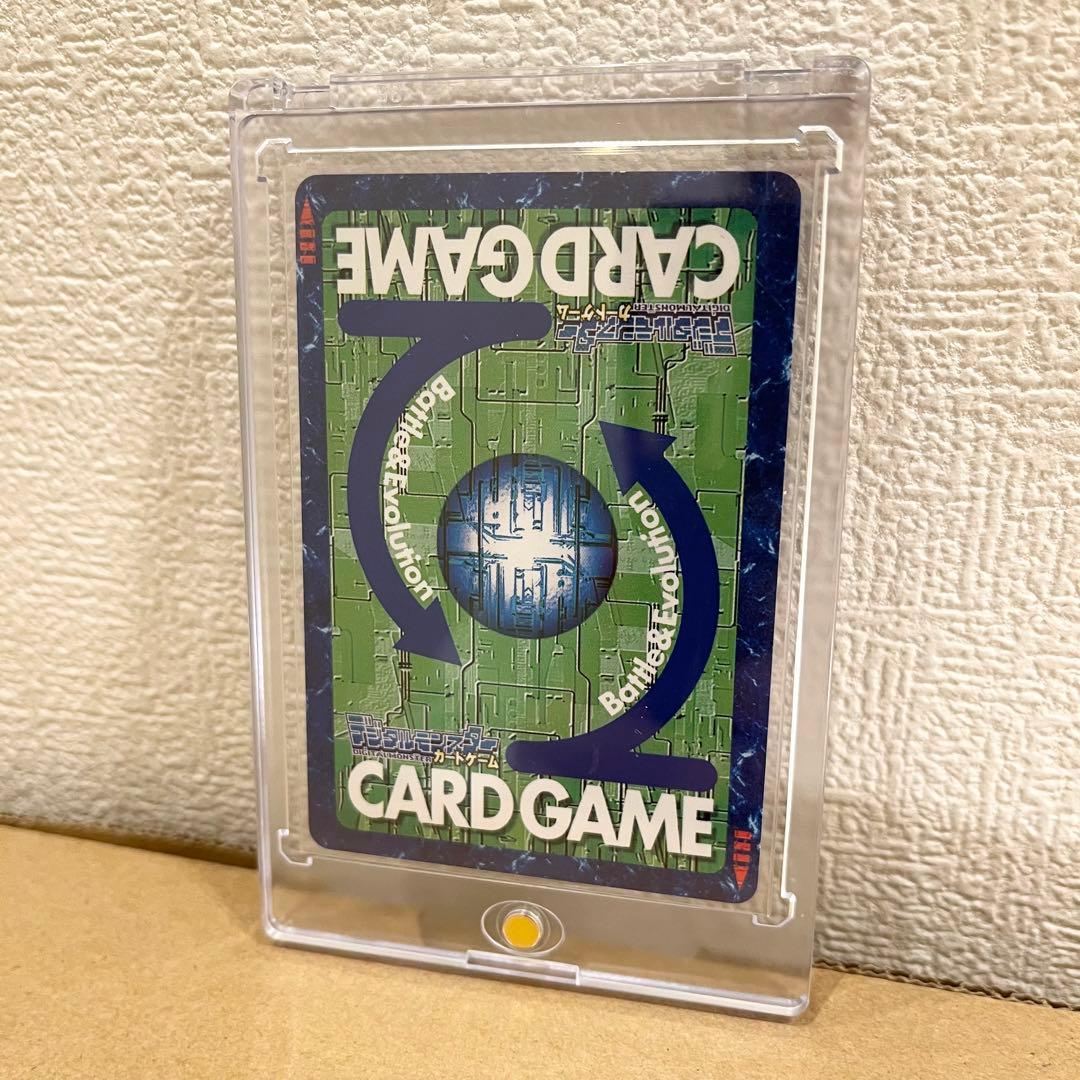 CARD GAME
デジタルモンスター
DIGITAL MONSTER
カードゲーム
Battle&Evolution
Battle&Evolution
デジタルモンスター
DIGITAL MONSTER カードゲーム
CARD GAME